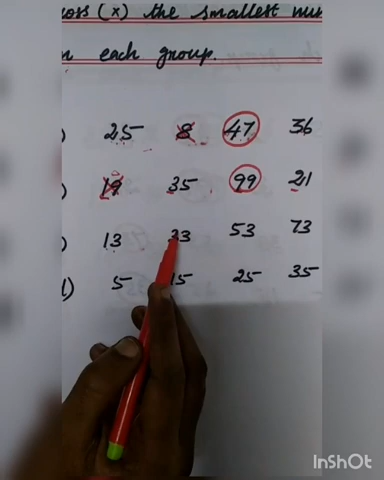 (x) the smallest
each group.
25 8 47 36
19 35 99 21
13 33 53 73
5 15 25 35
InShOt